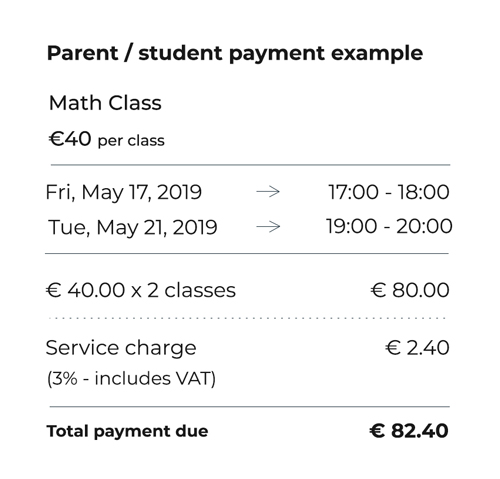 Parent / student payment example
Math Class
€40 per class
Fri, May 17, 2019 → 17:00 - 18:00
Tue, May 21, 2019 → 19:00 - 20:00
€ 40.00 x 2 classes € 80.00
Service charge € 2.40
(3% - includes VAT)
Total payment due € 82.40